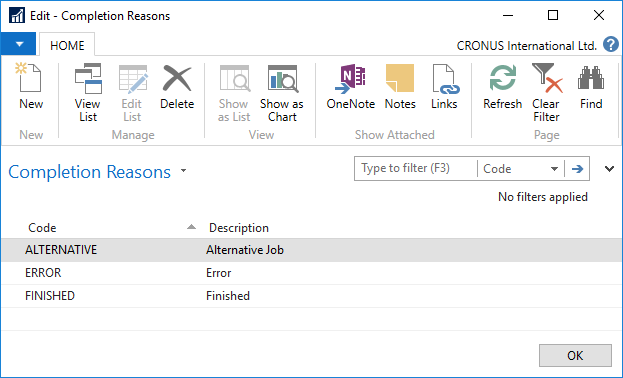 Edit - Completion Reasons
HOME
CRONUS International Ltd.
New
View List
Edit List
Delete
Show as List
Show as Chart
OneNote
Notes
Links
Refresh
Clear Filter
Find
New
Manage
View
Show Attached
Page
Completion Reasons
Type to filter (F3)
Code
No filters applied
Code
Description
ALTERNATIVE
Alternative Job
ERROR
Error
FINISHED
Finished
OK